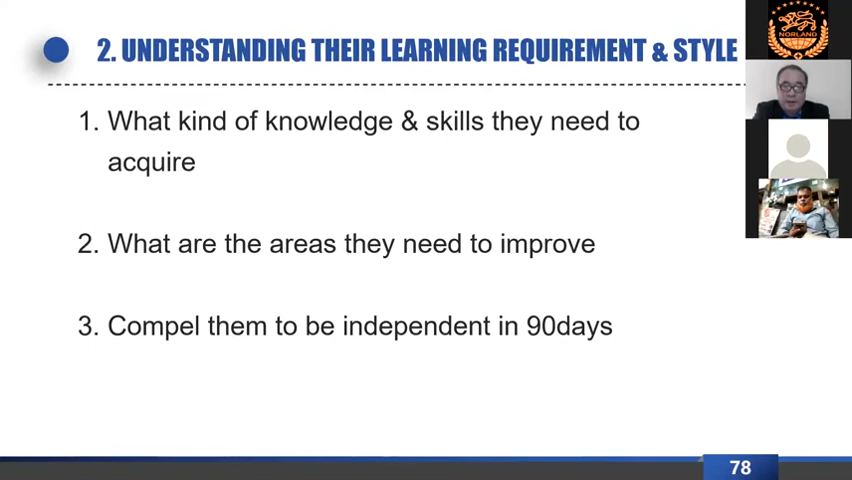 2. UNDERSTANDING THEIR LEARNING REQUIREMENT & STYLE
NORLAND
1. What kind of knowledge & skills they need to
acquire
2. What are the areas they need to improve
3. Compel them to be independent in 90days
78